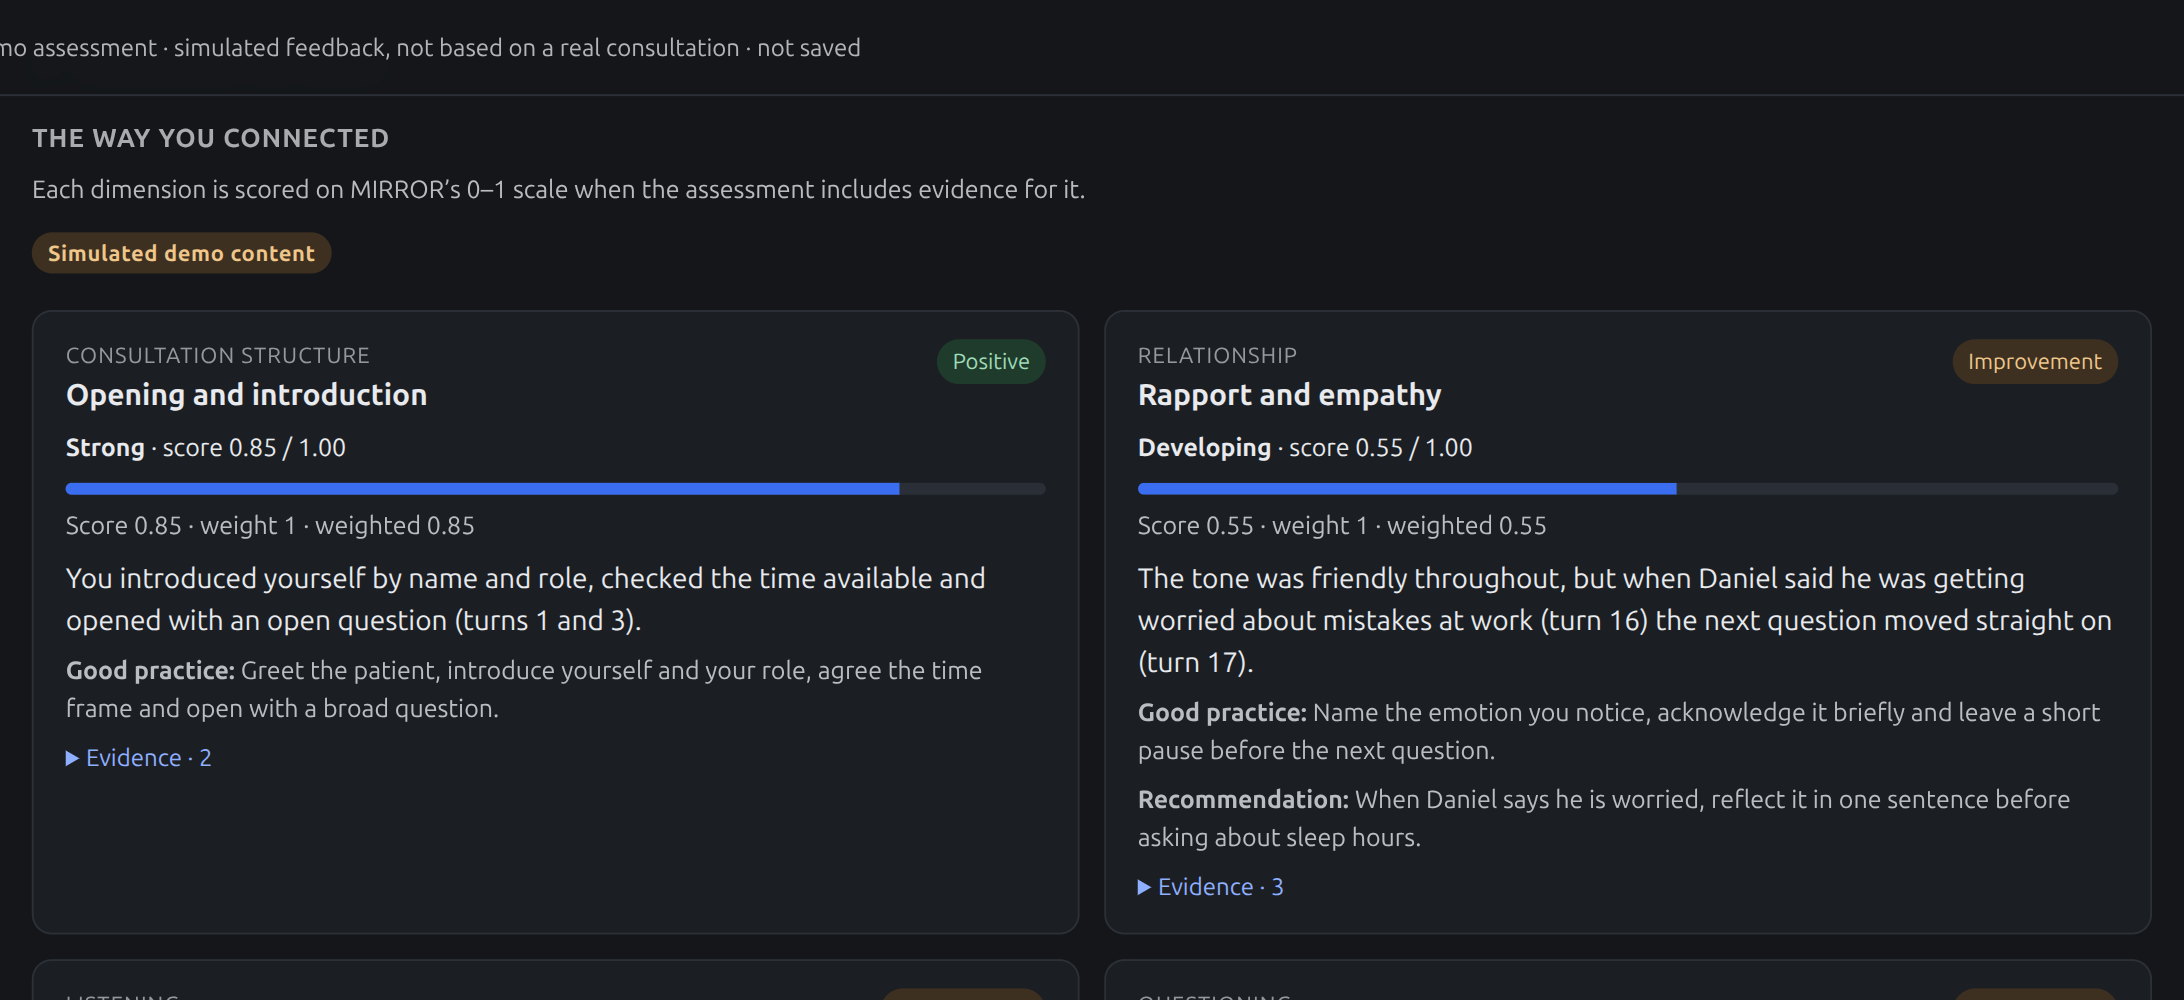 assessment · simulated feedback, not based on a real consultation · not saved
THE WAY YOU CONNECTED
Each dimension is scored on MIRROR’s 0–1 scale when the assessment includes evidence for it.
Simulated demo content
CONSULTATION STRUCTURE
Positive
Opening and introduction
Strong · score 0.85 / 1.00
Score 0.85 · weight 1 · weighted 0.85
You introduced yourself by name and role, checked the time available and
opened with an open question (turns 1 and 3).
Good practice: Greet the patient, introduce yourself and your role, agree the time
frame and open with a broad question.
Evidence · 2
RELATIONSHIP
Improvement
Rapport and empathy
Developing · score 0.55 / 1.00
Score 0.55 · weight 1 · weighted 0.55
The tone was friendly throughout, but when Daniel said he was getting
worried about mistakes at work (turn 16) the next question moved straight on
(turn 17).
Good practice: Name the emotion you notice, acknowledge it briefly and leave a short
pause before the next question.
Recommendation: When Daniel says he is worried, reflect it in one sentence before
asking about sleep hours.
Evidence · 3
LISTENING
QUESTIONING